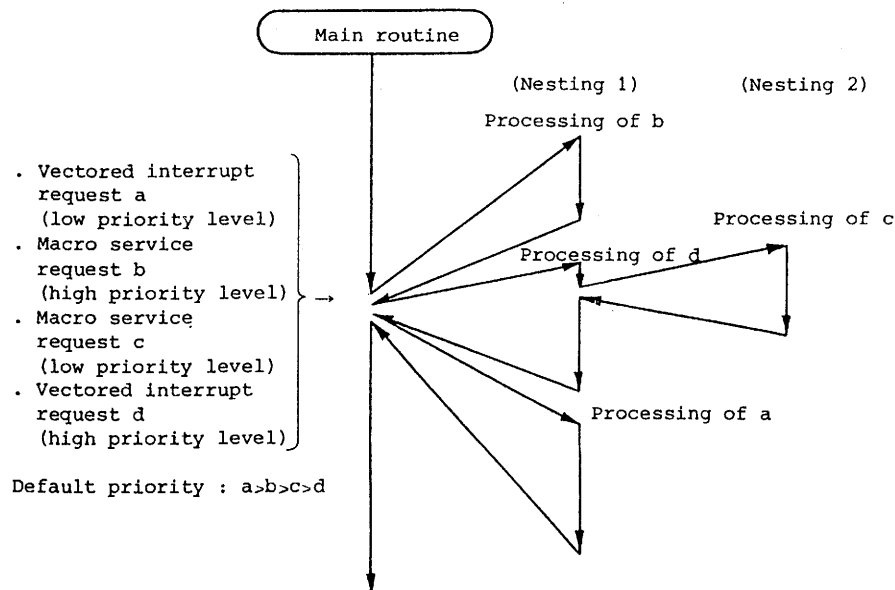 Main routine
(Nesting 1)
(Nesting 2)
Processing of b
. Vectored interrupt
request a
(low priority level)
. Macro service
request b
(high priority level)
. Macro service
request c
(low priority level)
. Vectored interrupt
request d
(high priority level)
→
Processing of c
Processing of d
Processing of a
Default priority : a>b>c>d